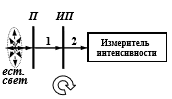 П ИП
1 2
Измеритель
интенсивности
ест.
свет